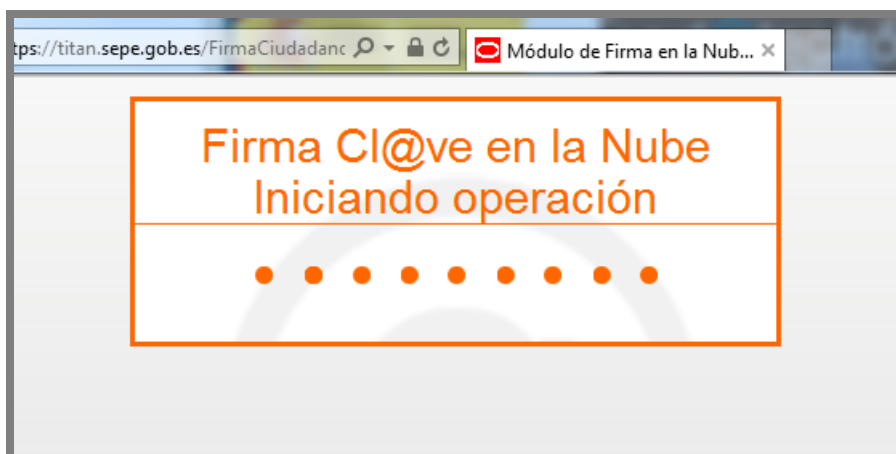 tps://titan.sepe.gob.es/FirmaCiudadanc
Módulo de Firma en la Nub...
Firma Cl@ve en la Nube
Iniciando operación